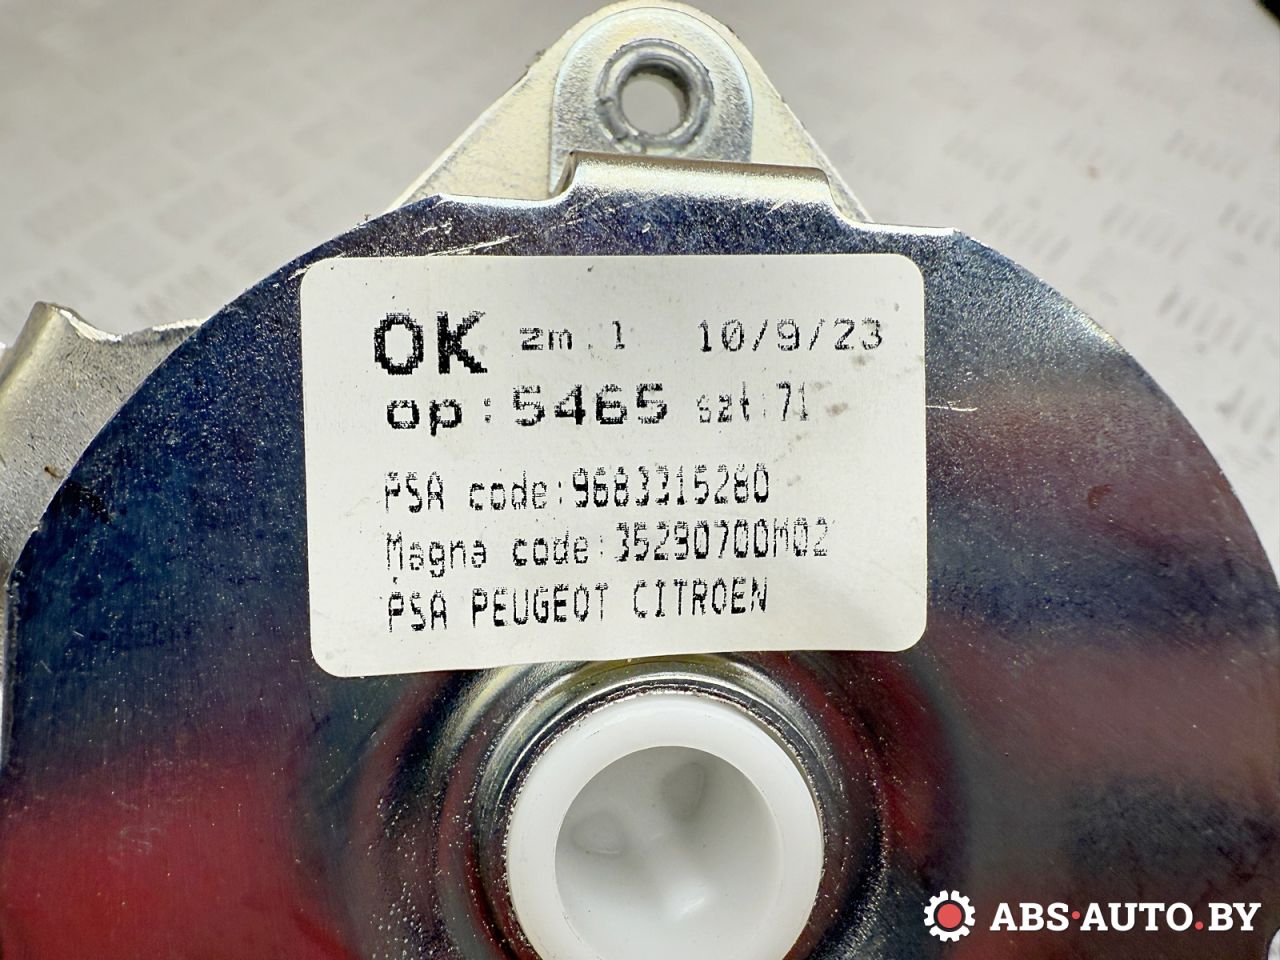 OK zm.1 10/9/23
op:5465 szt:71
PSA code:9683315280
Magna code:35290700M02
PSA PEUGEOT CITROEN
ABS·AUTO.BY